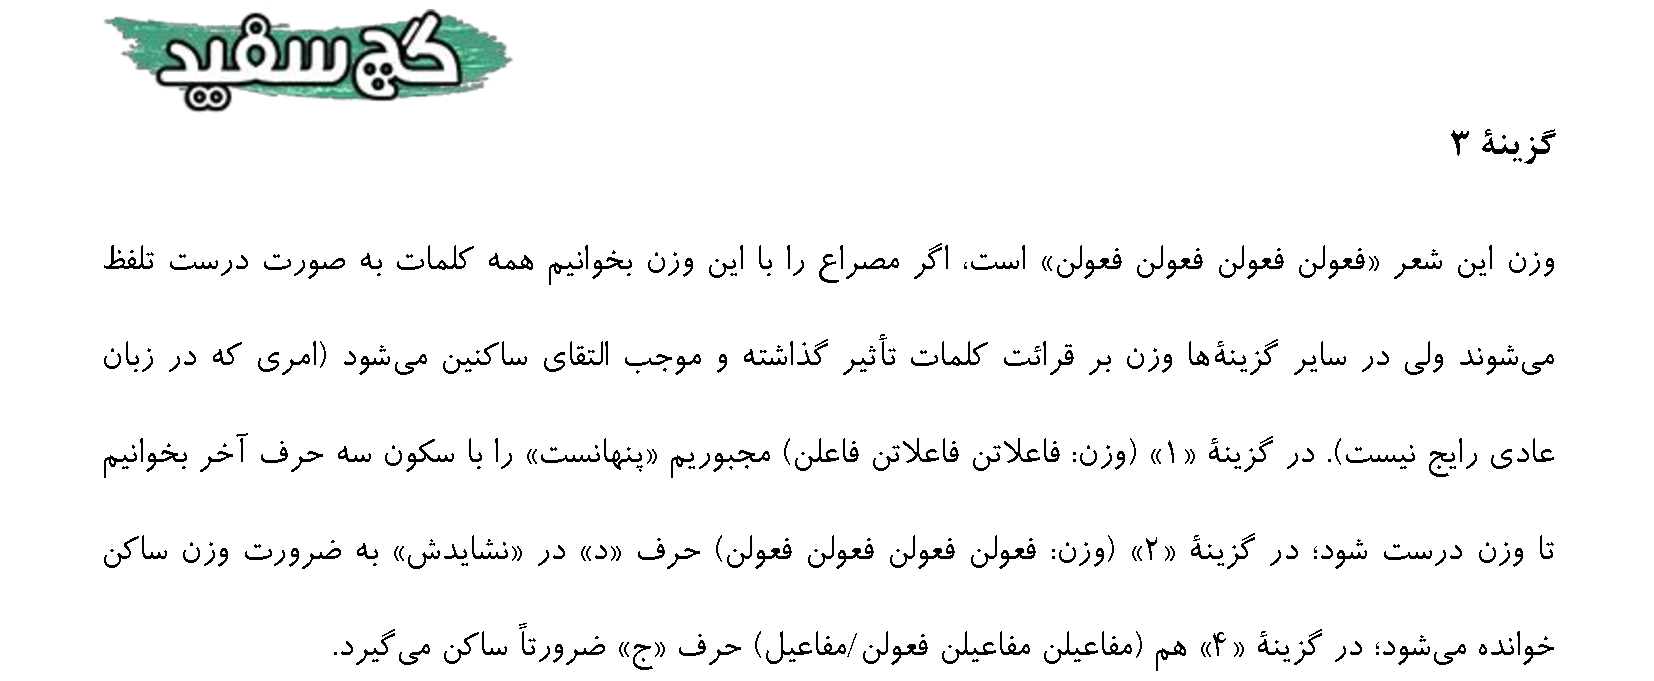 گچ سفید
گزینهٔ ۳
وزن این شعر «فعولن فعولن فعولن فعولن» است، اگر مصراع را با این وزن بخوانیم همه کلمات به صورت درست تلفظ
می‌شوند ولی در سایر گزینه‌ها وزن بر قرائت کلمات تأثیر گذاشته و موجب التقای ساکنین می‌شود (امری که در زبان
عادی رایج نیست). در گزینهٔ «۱» (وزن: فاعلاتن فاعلاتن فاعلن) مجبوریم «پنهانست» را با سکون سه حرف آخر بخوانیم
تا وزن درست شود؛ در گزینهٔ «۲» (وزن: فعولن فعولن فعولن فعولن) حرف «د» در «نشایدش» به ضرورت وزن ساکن
خوانده می‌شود؛ در گزینهٔ «۴» هم (مفاعیلن مفاعیلن فعولن/مفاعیل) حرف «ج» ضرورتاً ساکن می‌گیرد.